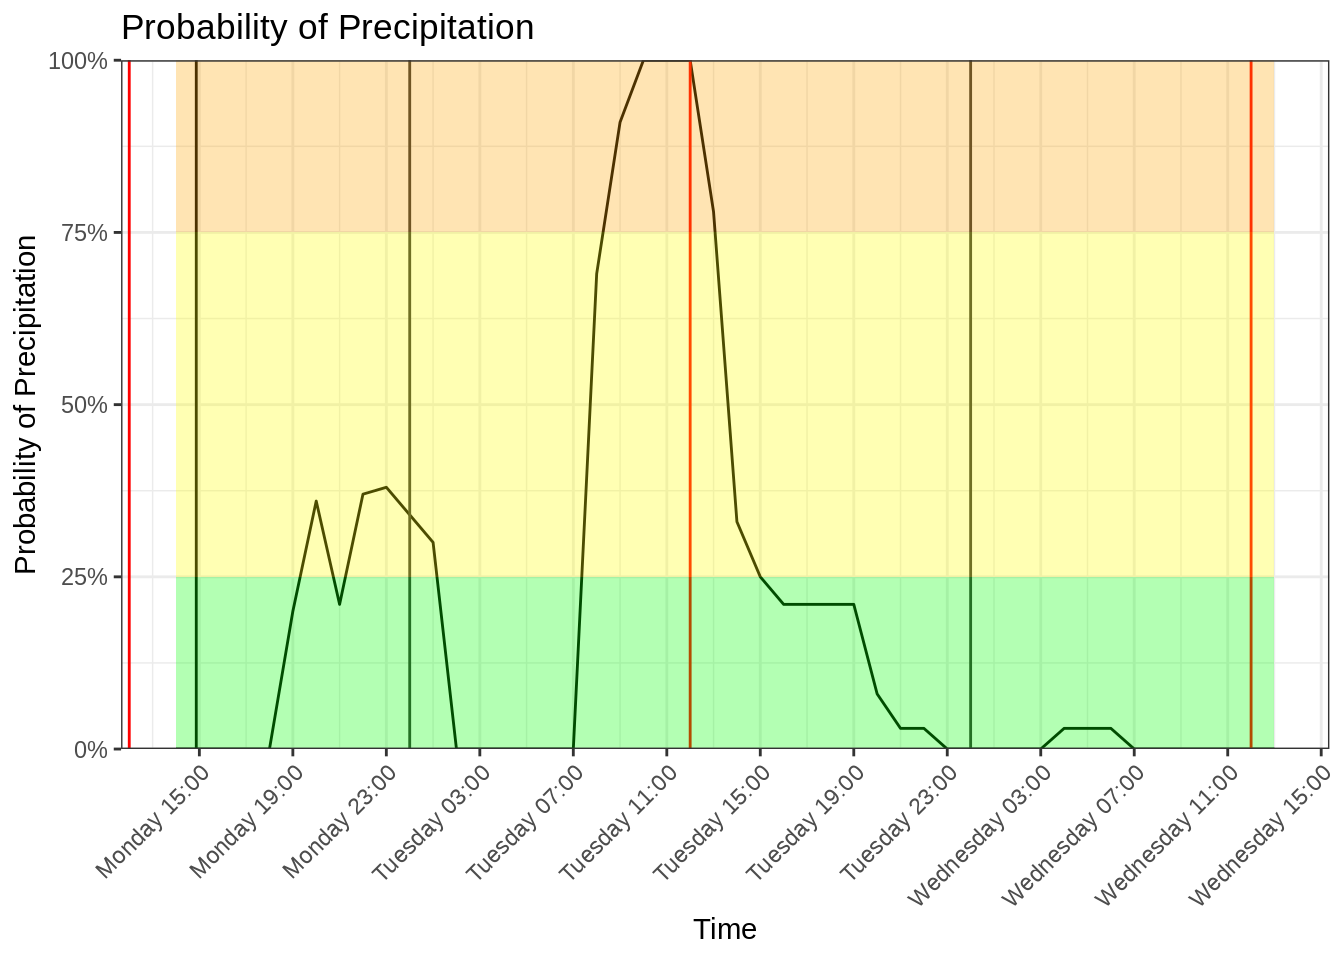 Probability of Precipitation
Probability of Precipitation
100%
75%
50%
25%
0%
Monday 15:00
Monday 19:00
Monday 23:00
Tuesday 03:00
Tuesday 07:00
Tuesday 11:00
Tuesday 15:00
Tuesday 19:00
Tuesday 23:00
Wednesday 03:00
Wednesday 07:00
Wednesday 11:00
Wednesday 15:00
Time